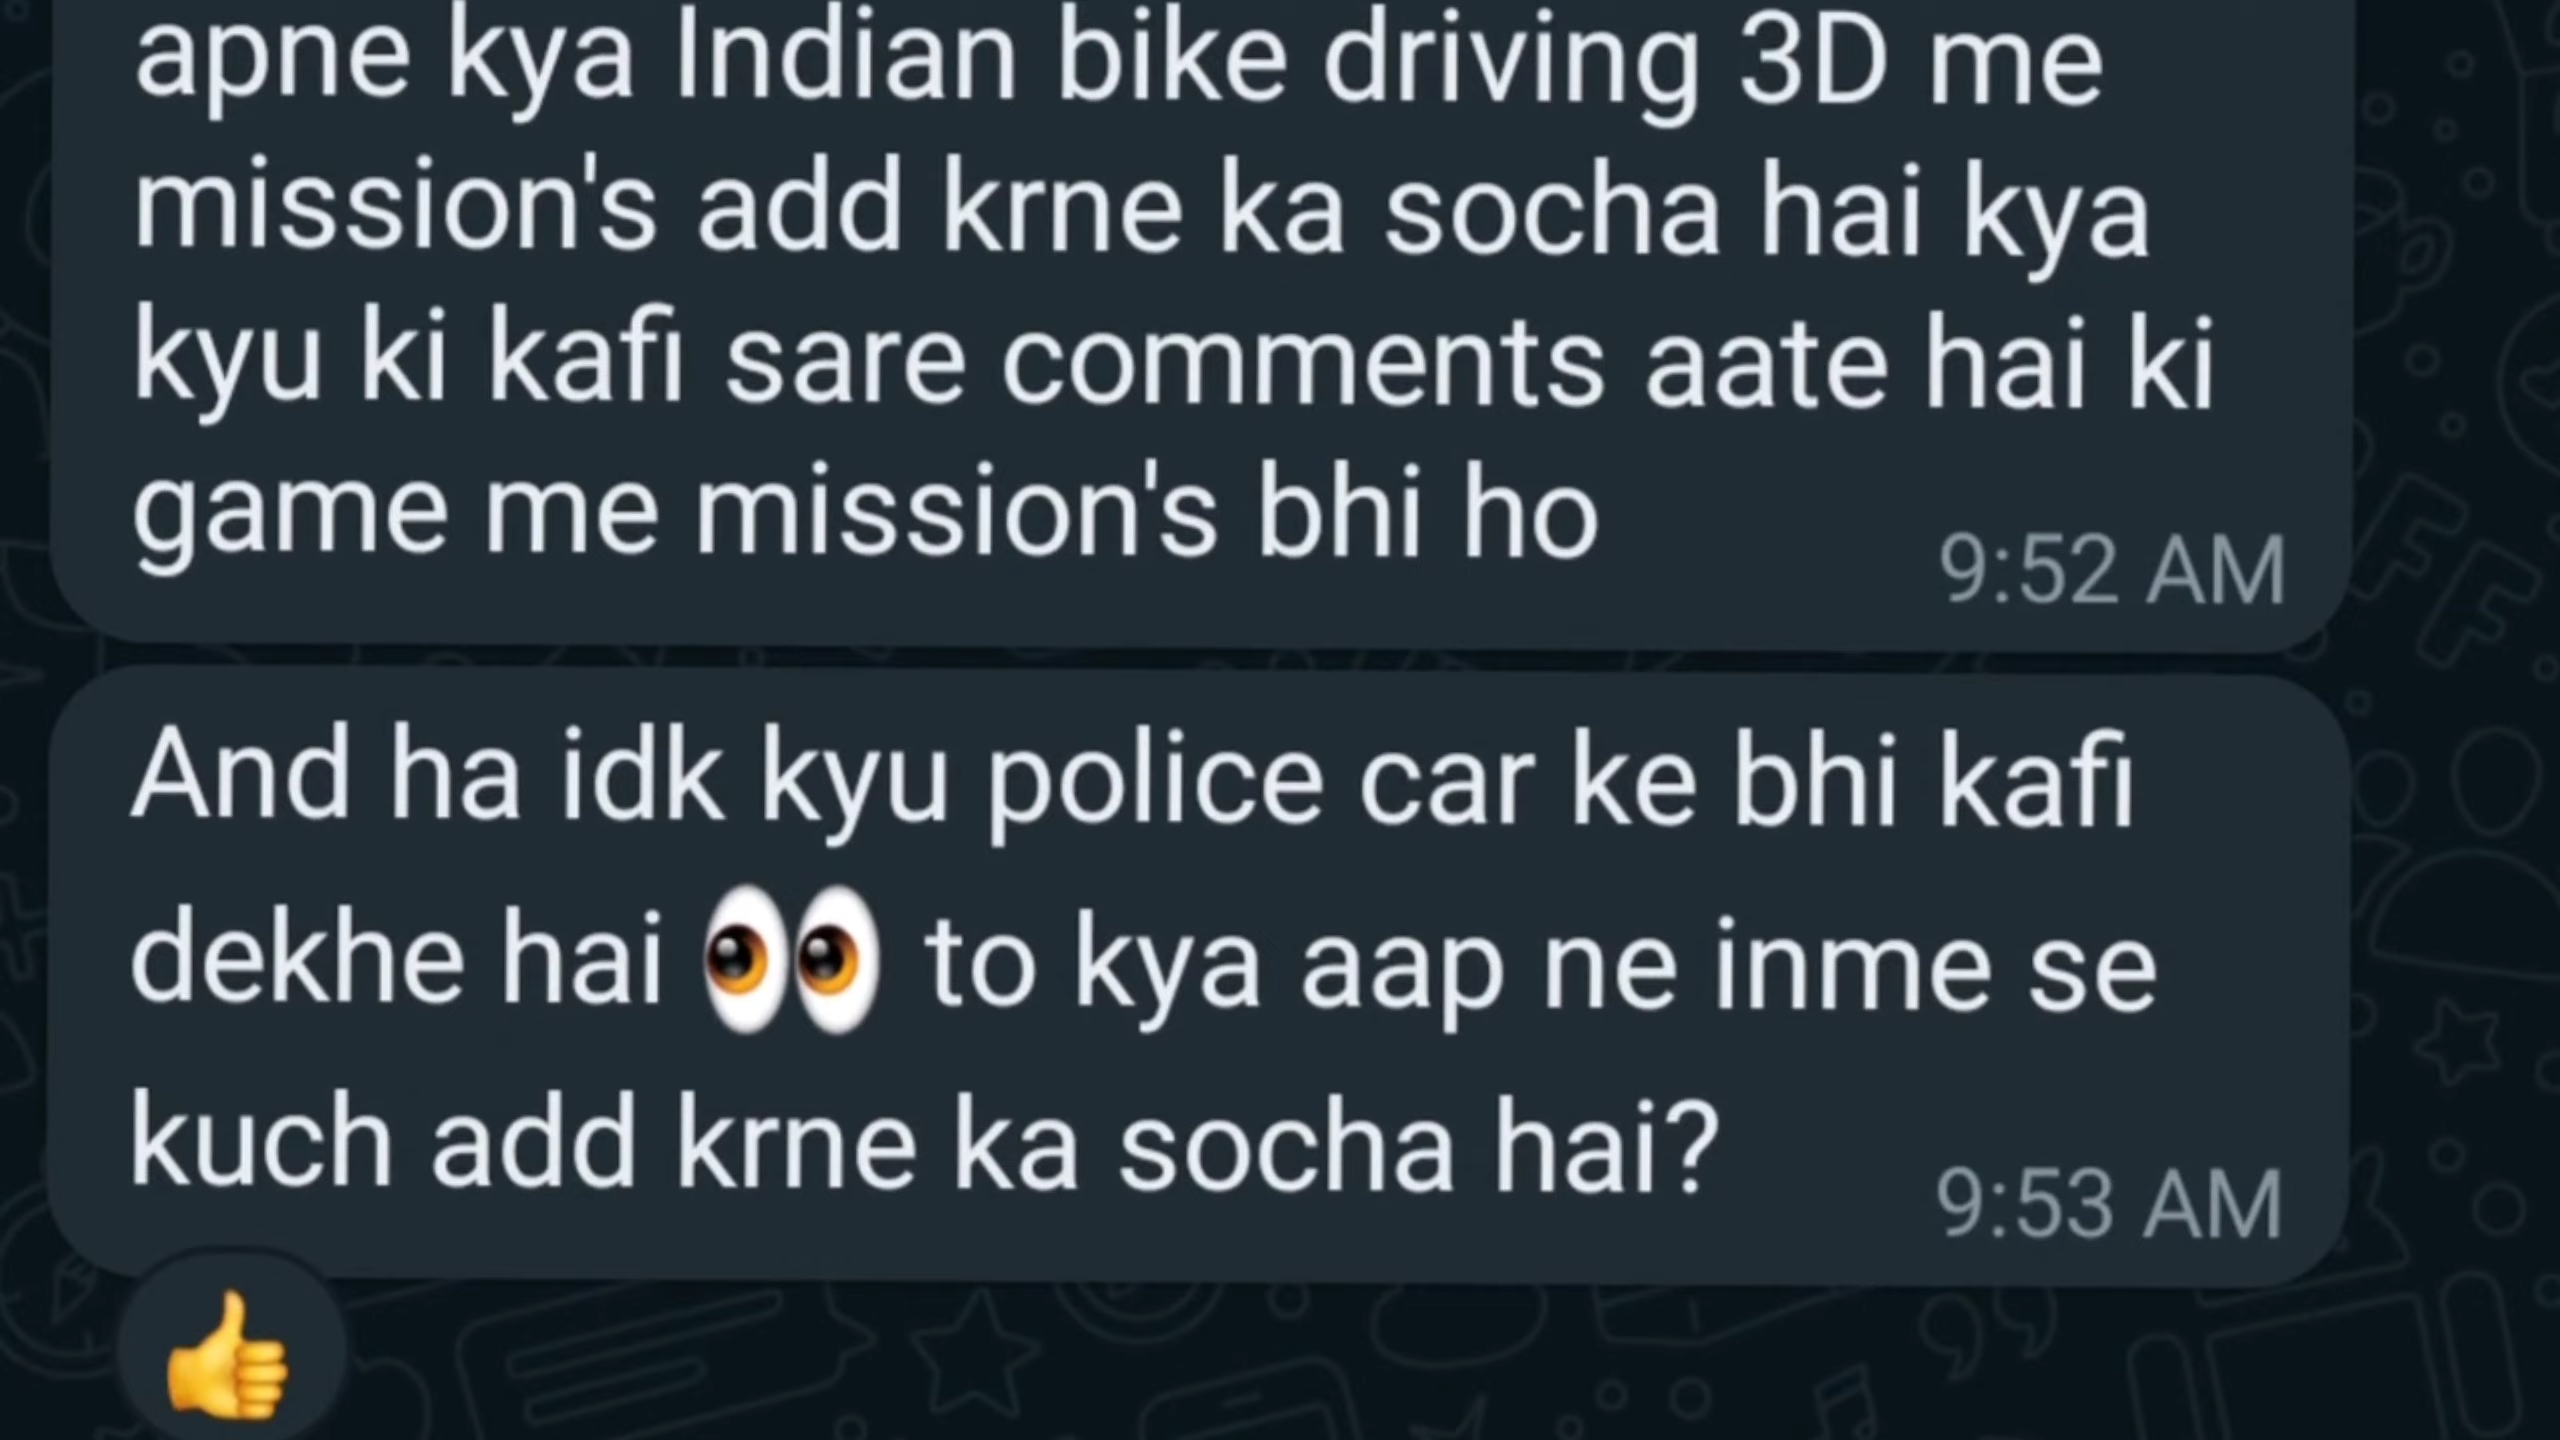 apne kya Indian bike driving 3D me
mission's add krne ka socha hai kya
kyu ki kafi sare comments aate hai ki
game me mission's bhi ho
9:52 AM
And ha idk kyu police car ke bhi kafi
dekhe hai 👀 to kya aap ne inme se
kuch add krne ka socha hai?
9:53 AM
👍